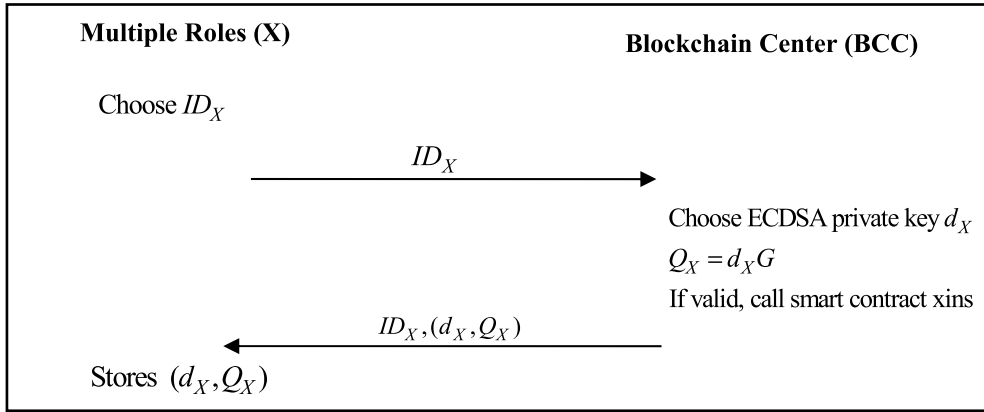 Multiple Roles (X)
Blockchain Center (BCC)
Choose ID_X
ID_X
Choose ECDSA private key d_X
Q_X = d_X G
If valid, call smart contract xins
ID_X, (d_X, Q_X)
Stores (d_X, Q_X)